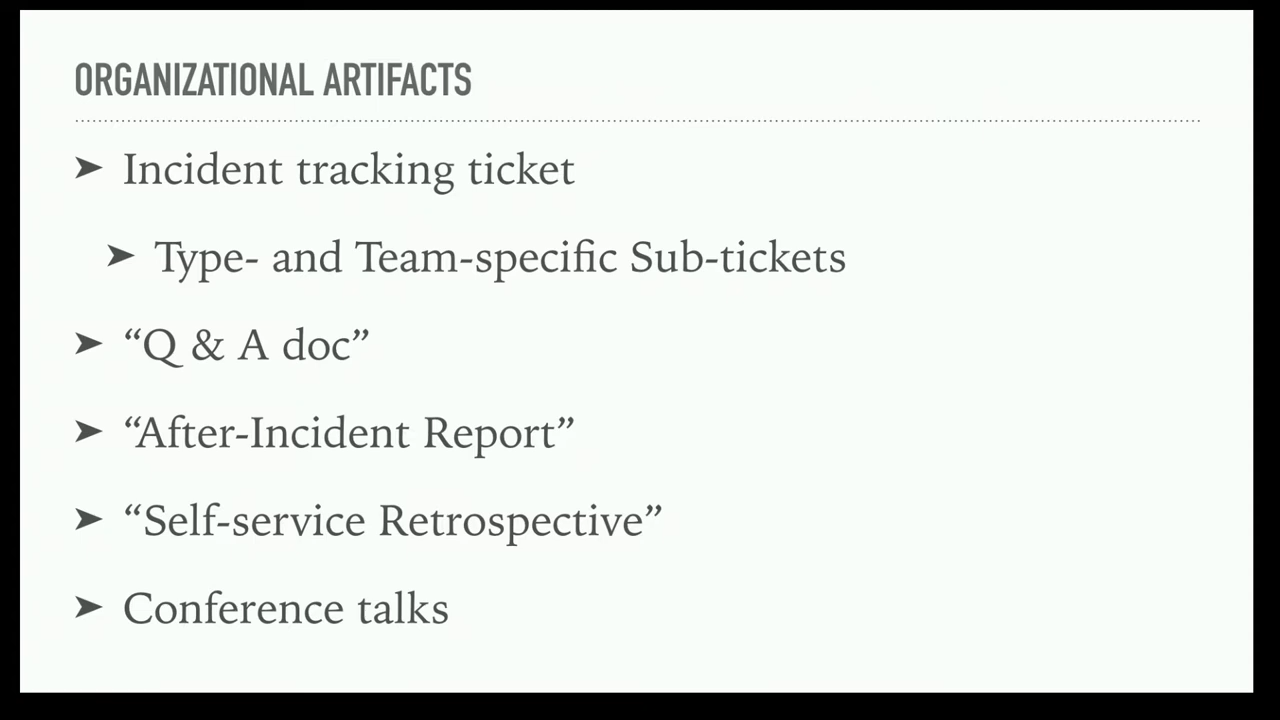 ORGANIZATIONAL ARTIFACTS
➤ Incident tracking ticket
➤ Type- and Team-specific Sub-tickets
➤ “Q & A doc”
➤ “After-Incident Report”
➤ “Self-service Retrospective”
➤ Conference talks